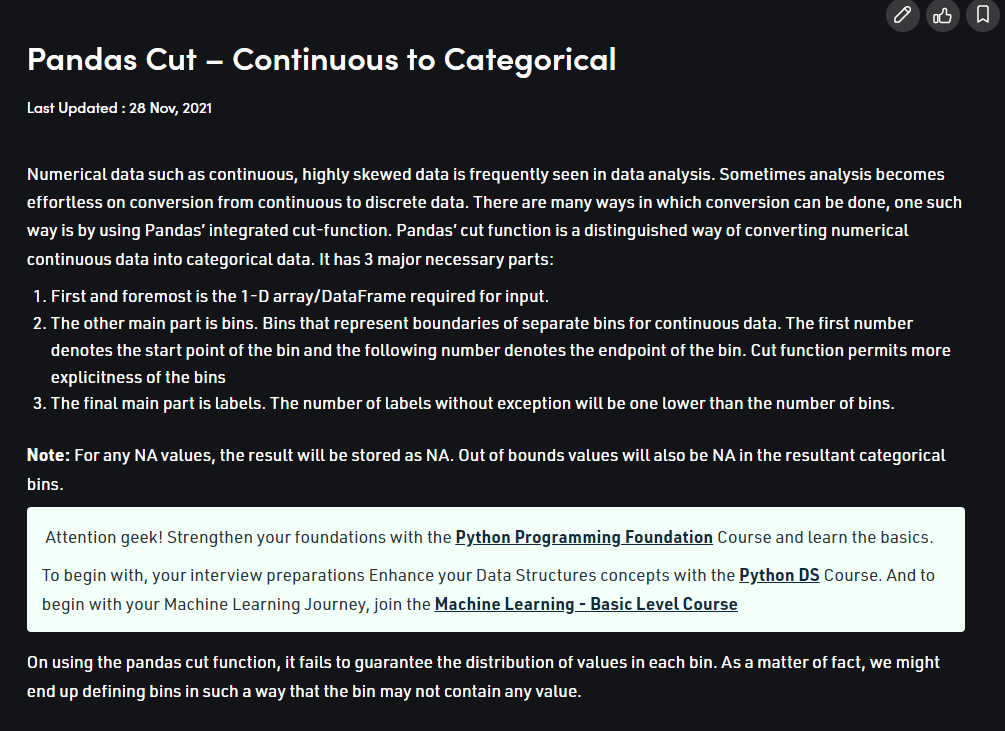 Pandas Cut – Continuous to Categorical
Last Updated : 28 Nov, 2021
Numerical data such as continuous, highly skewed data is frequently seen in data analysis. Sometimes analysis becomes
effortless on conversion from continuous to discrete data. There are many ways in which conversion can be done, one such
way is by using Pandas’ integrated cut-function. Pandas’ cut function is a distinguished way of converting numerical
continuous data into categorical data. It has 3 major necessary parts:
1. First and foremost is the 1-D array/DataFrame required for input.
2. The other main part is bins. Bins that represent boundaries of separate bins for continuous data. The first number
denotes the start point of the bin and the following number denotes the endpoint of the bin. Cut function permits more
explicitness of the bins
3. The final main part is labels. The number of labels without exception will be one lower than the number of bins.
Note: For any NA values, the result will be stored as NA. Out of bounds values will also be NA in the resultant categorical
bins.
Attention geek! Strengthen your foundations with the Python Programming Foundation Course and learn the basics.
To begin with, your interview preparations Enhance your Data Structures concepts with the Python DS Course. And to
begin with your Machine Learning Journey, join the Machine Learning - Basic Level Course
On using the pandas cut function, it fails to guarantee the distribution of values in each bin. As a matter of fact, we might
end up defining bins in such a way that the bin may not contain any value.